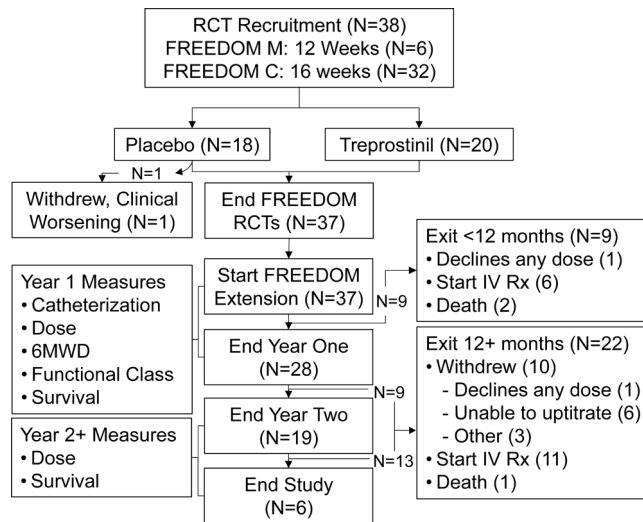 RCT Recruitment (N=38)
FREEDOM M: 12 Weeks (N=6)
FREEDOM C: 16 weeks (N=32)
Placebo (N=18)
Treprostinil (N=20)
N=1
Withdrew, Clinical
Worsening (N=1)
End FREEDOM
RCTs (N=37)
Start FREEDOM
Extension (N=37)
N=9
Exit <12 months (N=9)
• Declines any dose (1)
• Start IV Rx (6)
• Death (2)
Year 1 Measures
• Catheterization
• Dose
• 6MWD
• Functional Class
• Survival
End Year One
(N=28)
N=9
Exit 12+ months (N=22)
• Withdrew (10)
- Declines any dose (1)
- Unable to uptitrate (6)
- Other (3)
• Start IV Rx (11)
• Death (1)
End Year Two
(N=19)
N=13
Year 2+ Measures
• Dose
• Survival
End Study
(N=6)